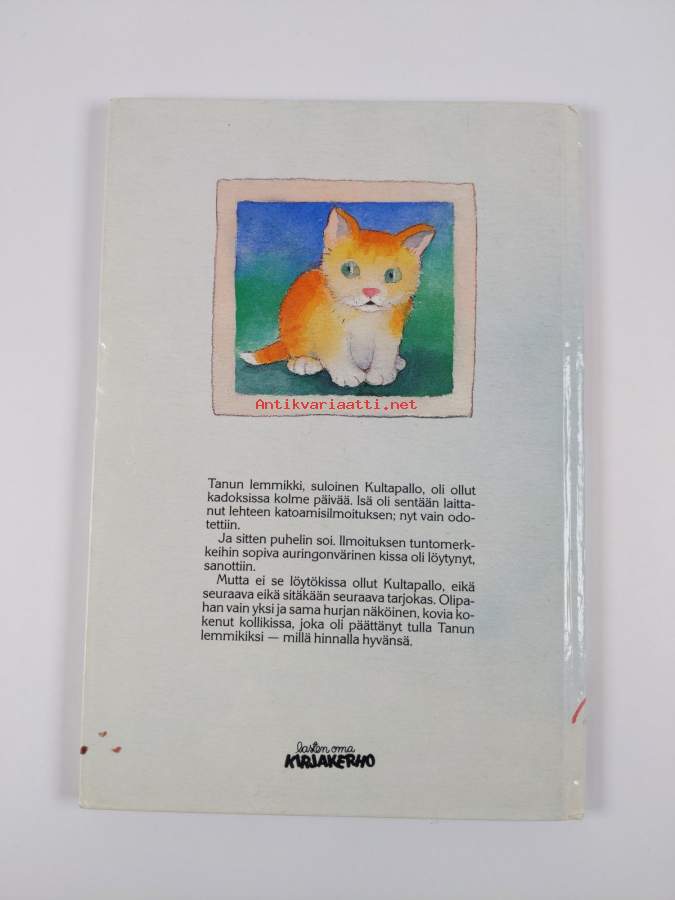 Antikvariaatti.net
Tanun lemmikki, suloinen Kultapallo, oli ollut
kadoksissa kolme päivää. Isä oli sentään laitta-
nut lehteen katoamisilmoituksen; nyt vain odo-
tettiin.
Ja sitten puhelin soi. Ilmoituksen tuntomerk-
keihin sopiva auringonvärinen kissa oli löytynyt,
sanottiin.
Mutta ei se löytökissa ollut Kultapallo, eikä
seuraava eikä sitäkään seuraava tarjokas. Olipa-
han vain yksi ja sama hurjan näköinen, kovia ko-
kenut kollikissa, joka oli päättänyt tulla Tanun
lemmikiksi — millä hinnalla hyvänsä.
lasten oma
KIRJAKERHO